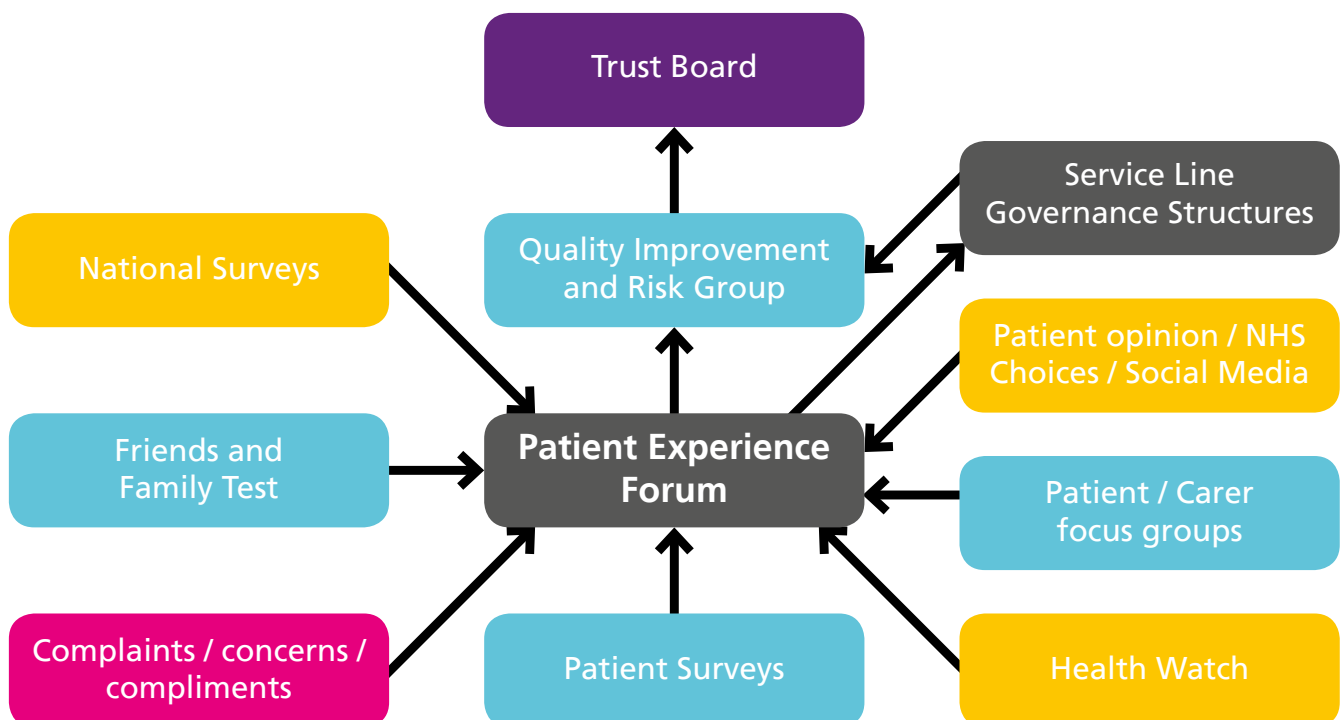 Trust Board
Service Line
Governance Structures
National Surveys
Quality Improvement
and Risk Group
Patient opinion / NHS
Choices / Social Media
Friends and
Family Test
Patient Experience
Forum
Patient / Carer
focus groups
Complaints / concerns /
compliments
Patient Surveys
Health Watch